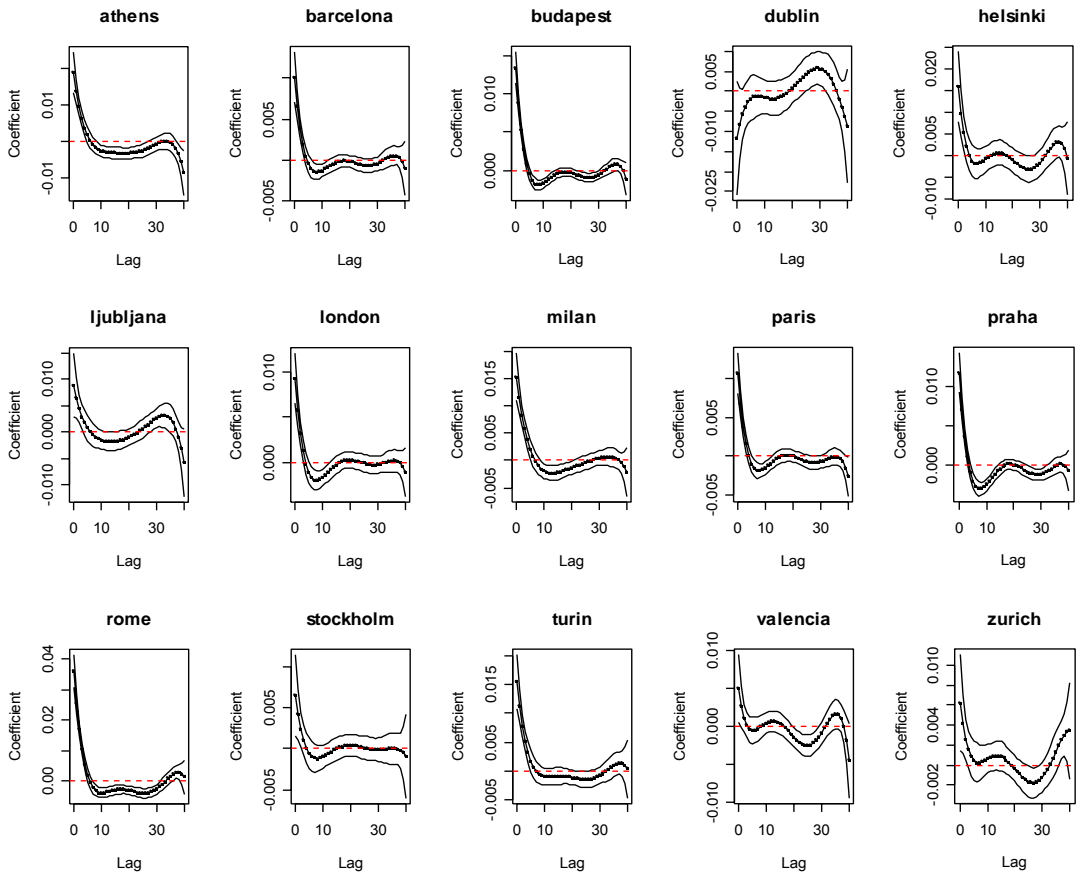 athens
Coefficient
-0.01 0.01
0 10 30
Lag
barcelona
Coefficient
-0.005 0.005
0 10 30
Lag
budapest
Coefficient
0.000 0.010
0 10 30
Lag
dublin
Coefficient
-0.025 -0.010 0.005
0 10 30
Lag
helsinki
Coefficient
-0.010 0.005 0.020
0 10 30
Lag
ljubljana
Coefficient
-0.010 0.000 0.010
0 10 30
Lag
london
Coefficient
0.000 0.010
0 10 30
Lag
milan
Coefficient
-0.005 0.005 0.015
0 10 30
Lag
paris
Coefficient
-0.005 0.005
0 10 30
Lag
praha
Coefficient
0.000 0.010
0 10 30
Lag
rome
Coefficient
0.00 0.02 0.04
0 10 30
Lag
stockholm
Coefficient
-0.005 0.005
0 10 30
Lag
turin
Coefficient
-0.005 0.005 0.015
0 10 30
Lag
valencia
Coefficient
-0.010 0.000 0.010
0 10 30
Lag
zurich
Coefficient
-0.002 0.004 0.010
0 10 30
Lag